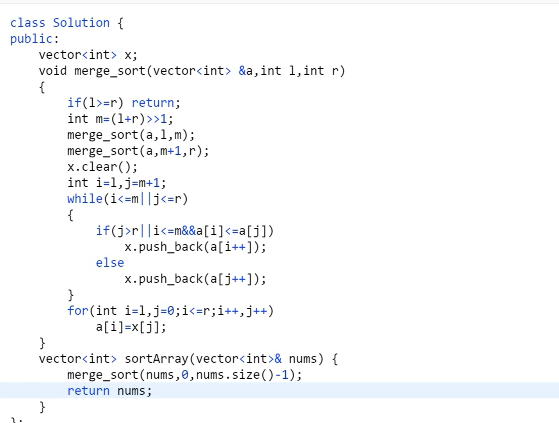 class Solution {
public:
    vector<int> x;
    void merge_sort(vector<int> &a,int l,int r)
    {
        if(l>=r) return;
        int m=(l+r)>>1;
        merge_sort(a,l,m);
        merge_sort(a,m+1,r);
        x.clear();
        int i=l,j=m+1;
        while(i<=m||j<=r)
        {
            if(j>r||i<=m&&a[i]<=a[j])
                x.push_back(a[i++]);
            else
                x.push_back(a[j++]);
        }
        for(int i=l,j=0;i<=r;i++,j++)
            a[i]=x[j];
    }
    vector<int> sortArray(vector<int>& nums) {
        merge_sort(nums,0,nums.size()-1);
        return nums;
    }
};